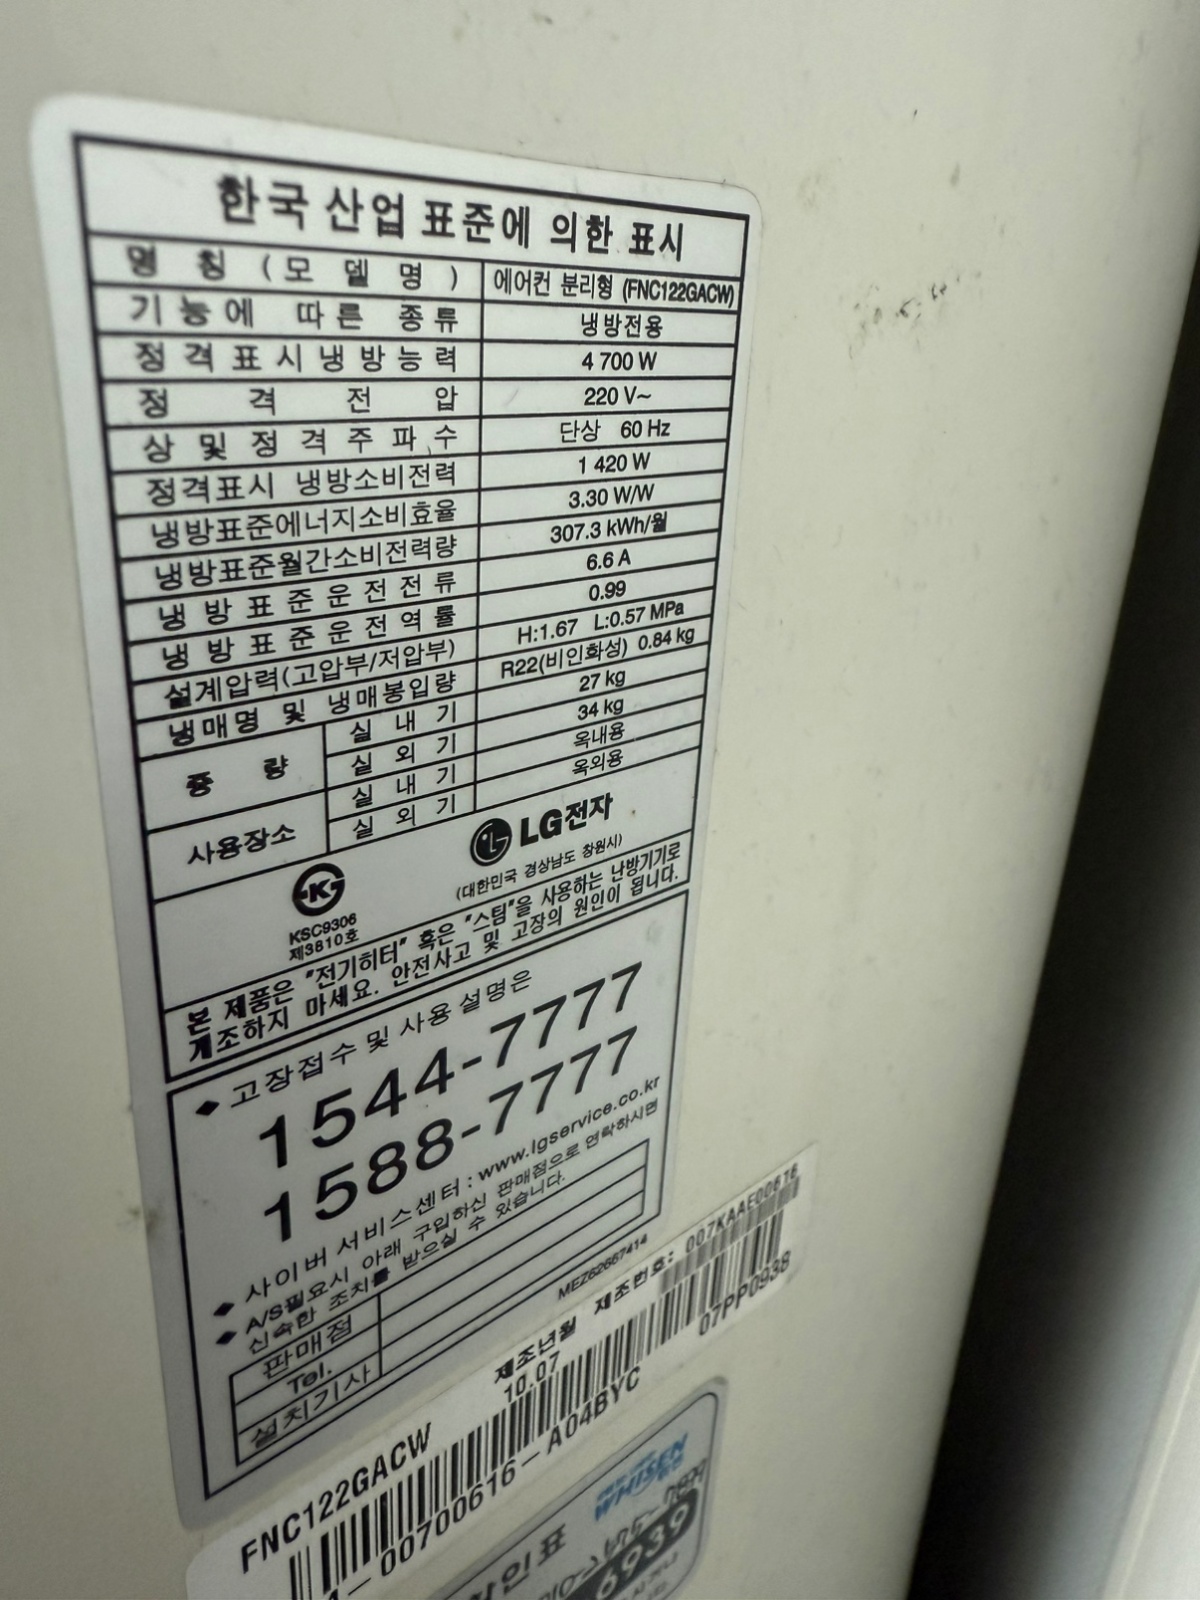 한국 산업 표준에 의한 표시
명 칭 (모 델 명) 에어컨 분리형 (FNC122GACW)
기능에 따른 종류 냉방전용
정격표시냉방능력 4 700 W
정 격 전 압 220 V~
상 및 정격주파수 단상 60 Hz
정격표시 냉방소비전력 1 420 W
냉방표준에너지소비효율 3.30 W/W
냉방표준월간소비전력량 307.3 kWh/월
냉방표준운전전류 6.6 A
냉방표준운전역률 0.99
설계압력(고압부/저압부) H:1.67 L:0.57 MPa
냉매명 및 냉매봉입량 R22(비인화성) 0.84 kg
중 량 실 내 기 27 kg
실 외 기 34 kg
사용장소 실 내 기 옥내용
실 외 기 옥외용
LG전자
(대한민국 경상남도 창원시)
KSC9306
제3810호
본 제품은 "전기히터" 혹은 "스팀"을 사용하는 난방기기로
개조하지 마세요. 안전사고 및 고장의 원인이 됩니다.
◆ 고장접수 및 사용 설명은
1544-7777
1588-7777
◆ 사이버 서비스센터 : www.lgservice.co.kr
◆ A/S필요시 아래 구입하신 판매점으로 연락하시면
신속한 조치를 받으실 수 있습니다.
판매점
Tel.
설치기사
MEZ62667414
제조년월 제조번호: 007KAAE00616
10.07
07PP0938
FNC122GACW
00700616-A04BYC
WHISEN
6939